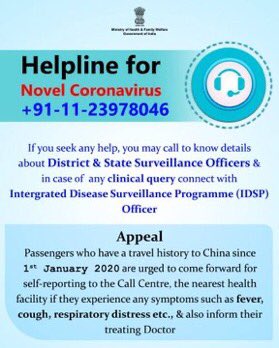 Ministry of Health & Family Welfare
Government of India
Helpline for
Novel Coronavirus
+91-11-23978046
If you seek any help, you may call to know details
about District & State Surveillance Officers &
in case of any clinical query connect with
Intergrated Disease Surveillance Programme (IDSP)
Officer
Appeal
Passengers who have a travel history to China since
1st January 2020 are urged to come forward for
self-reporting to the Call Centre, the nearest health
facility if they experience any symptoms such as fever,
cough, respiratory distress etc., & also inform their
treating Doctor